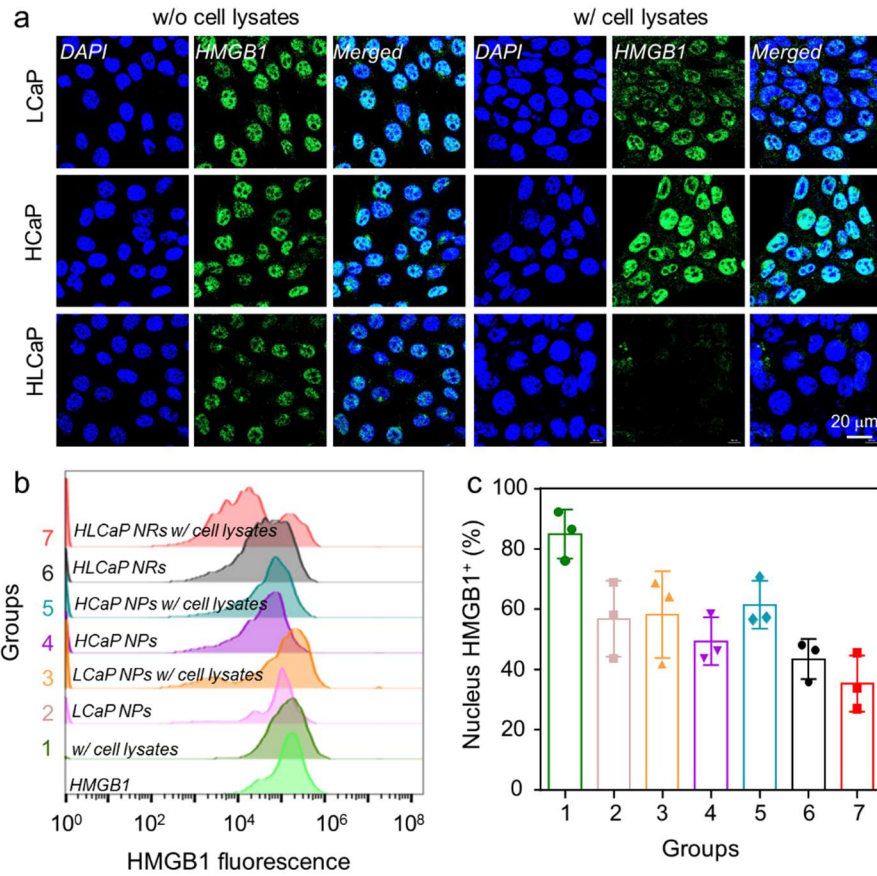 a
w/o cell lysates
w/ cell lysates
DAPI HMGB1 Merged DAPI HMGB1 Merged
LCaP
HCaP
HLCaP
20 μm
b
Groups
7 HLCaP NRs w/ cell lysates
6 HLCaP NRs
5 HCaP NPs w/ cell lysates
4 HCaP NPs
3 LCaP NPs w/ cell lysates
2 LCaP NPs
1 w/ cell lysates
HMGB1
10⁰ 10² 10⁴ 10⁶ 10⁸
HMGB1 fluorescence
c
Nucleus HMGB1⁺ (%)
100
80
60
40
20
0
1 2 3 4 5 6 7
Groups